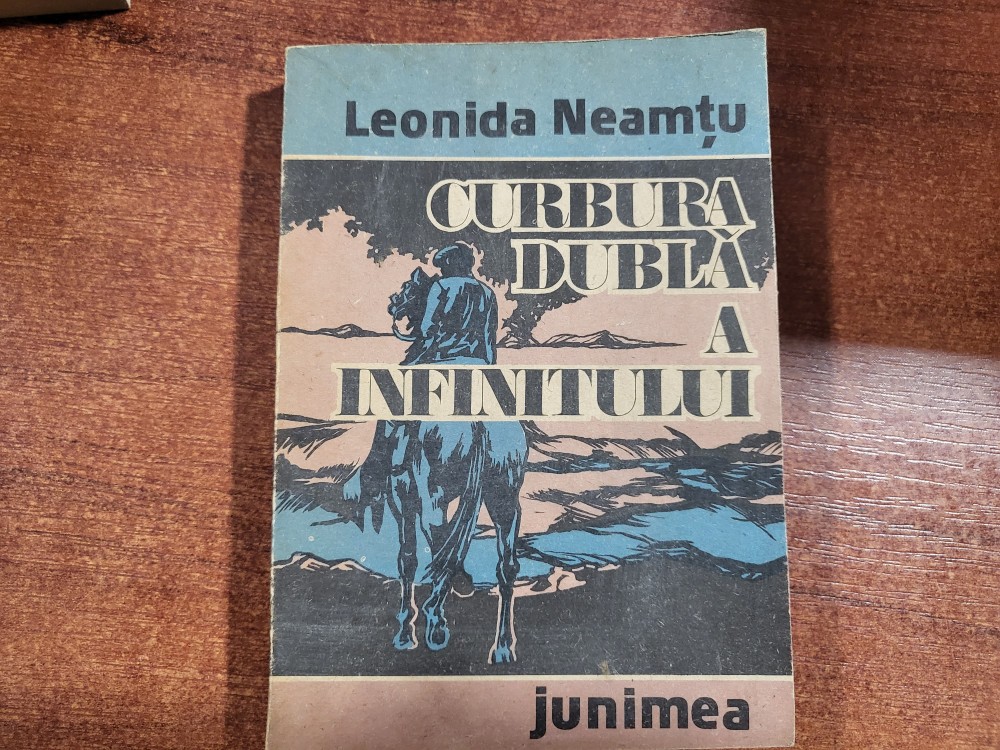 Leonida Neamțu
CURBURA
DUBLĂ
A
INFINITULUI
junimea